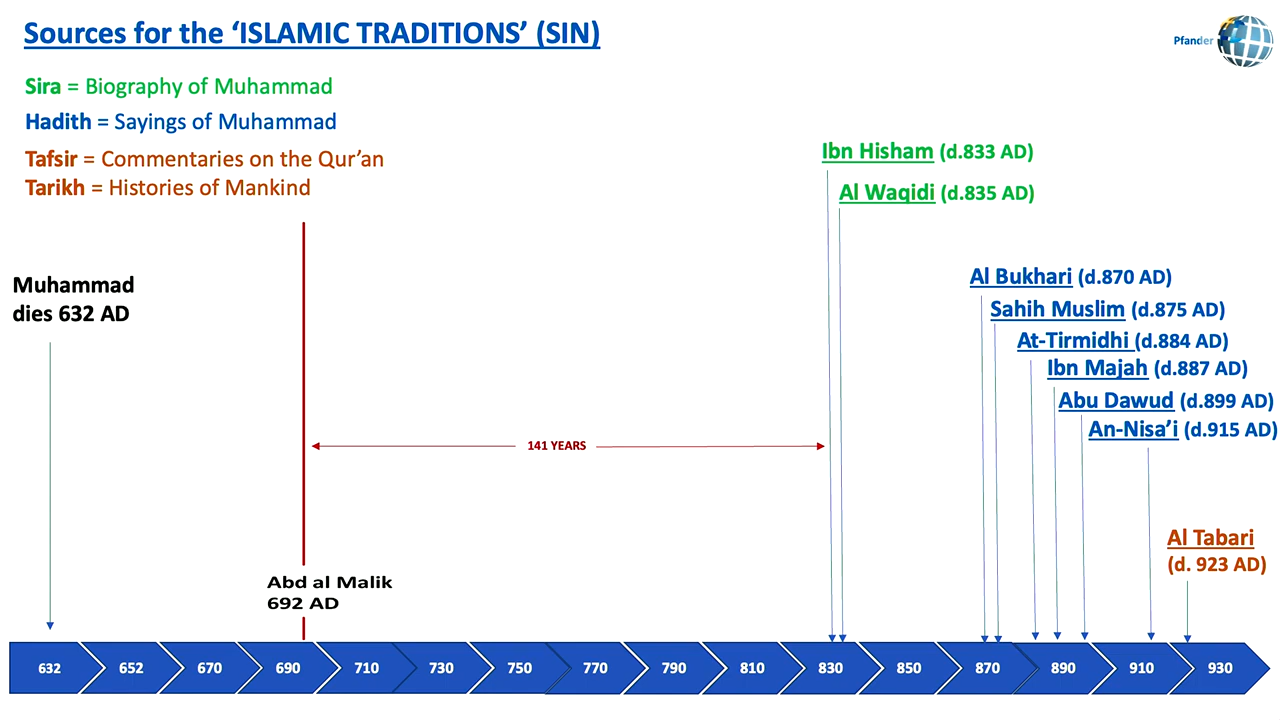 Sources for the ‘ISLAMIC TRADITIONS’ (SIN)
Pfander
Sira = Biography of Muhammad
Hadith = Sayings of Muhammad
Tafsir = Commentaries on the Qur’an
Tarikh = Histories of Mankind
Ibn Hisham (d.833 AD)
Al Waqidi (d.835 AD)
Muhammad
dies 632 AD
Al Bukhari (d.870 AD)
Sahih Muslim (d.875 AD)
At-Tirmidhi (d.884 AD)
Ibn Majah (d.887 AD)
Abu Dawud (d.899 AD)
An-Nisa’i (d.915 AD)
141 YEARS
Al Tabari
(d. 923 AD)
Abd al Malik
692 AD
632 652 670 690 710 730 750 770 790 810 830 850 870 890 910 930